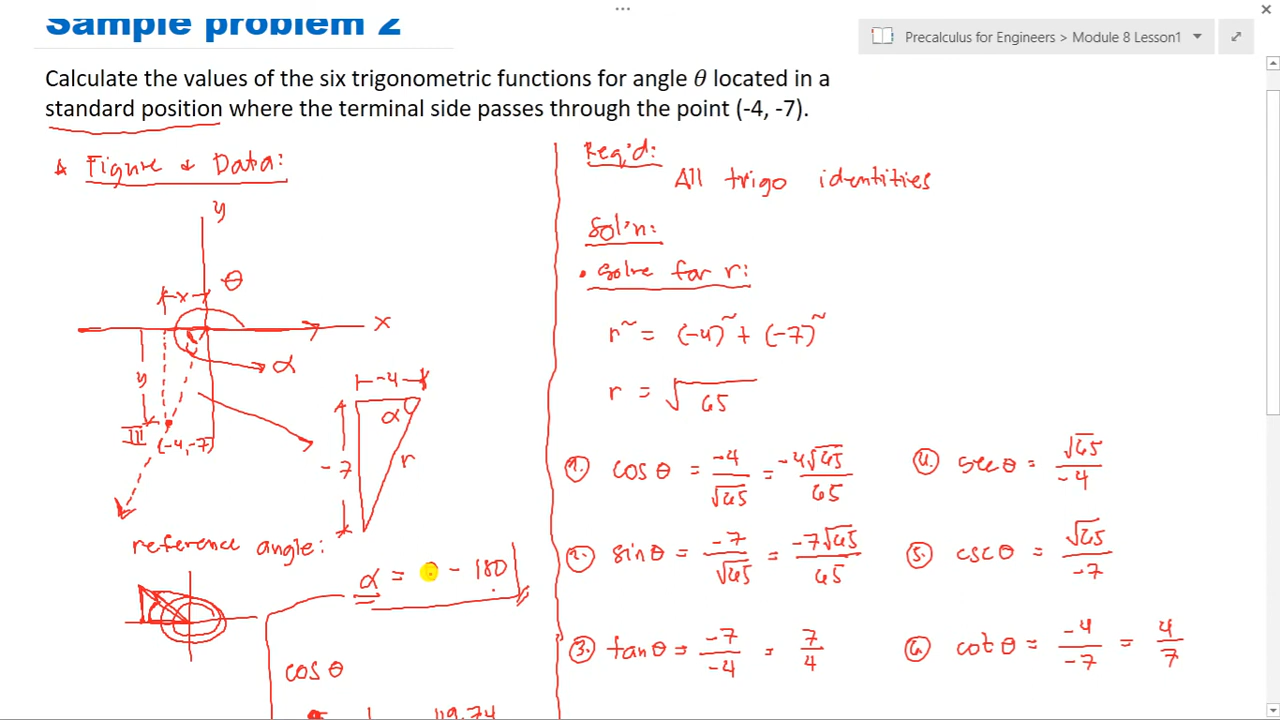 Sample problem 2
Precalculus for Engineers > Module 8 Lesson1
Calculate the values of the six trigonometric functions for angle θ located in a
standard position where the terminal side passes through the point (-4, -7).
Figure & Data:
y
θ
x
x
α
y
III
(-4,-7)
-4
α
-7
r
reference angle:
α = θ - 180
cos θ
119.74
Req'd:
All trigo identities
Sol'n:
• solve for r:
r² = (-4)² + (-7)²
r = √65
1. cos θ = -4/√65 = -4√65/65
2. sin θ = -7/√65 = -7√65/65
3. tan θ = -7/-4 = 7/4
4. sec θ = √65/-4
5. csc θ = √65/-7
6. cot θ = -4/-7 = 4/7